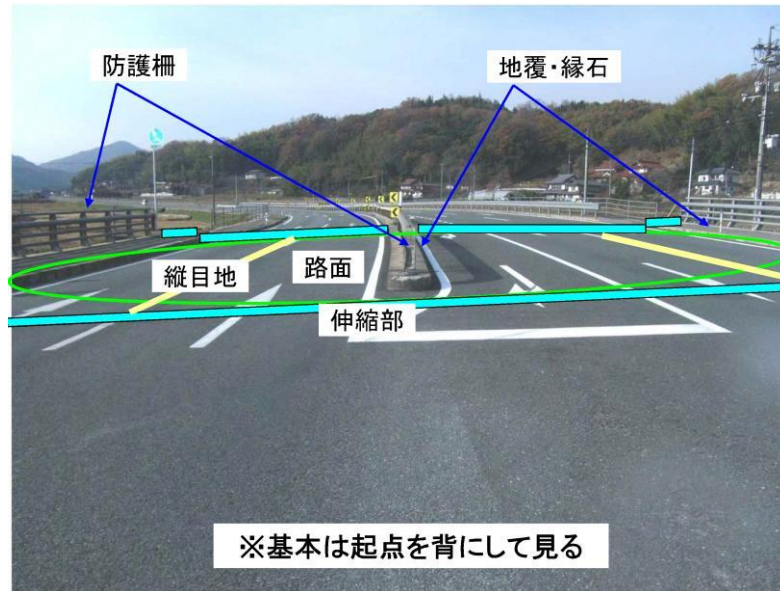 防護柵
地覆・縁石
縦目地
路面
伸縮部
※基本は起点を背にして見る